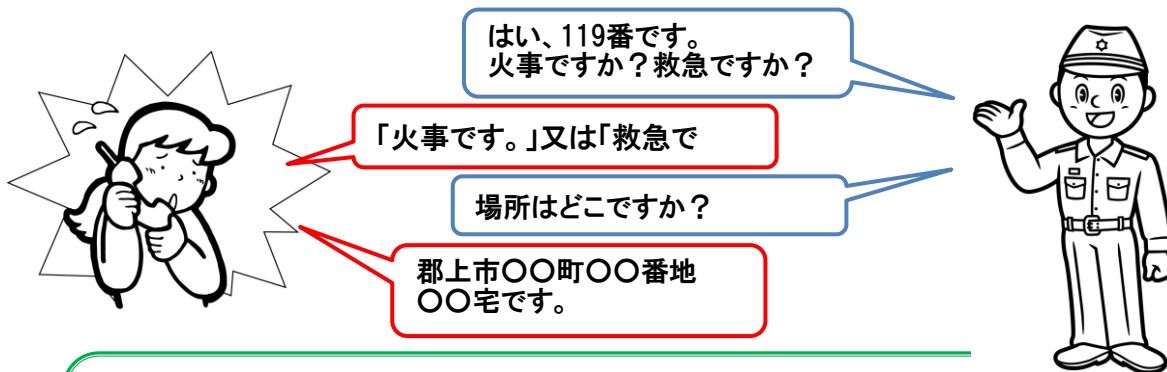 はい、119番です。
火事ですか？救急ですか？
「火事です。」又は「救急で
場所はどこですか？
郡上市〇〇町〇〇番地
〇〇宅です。